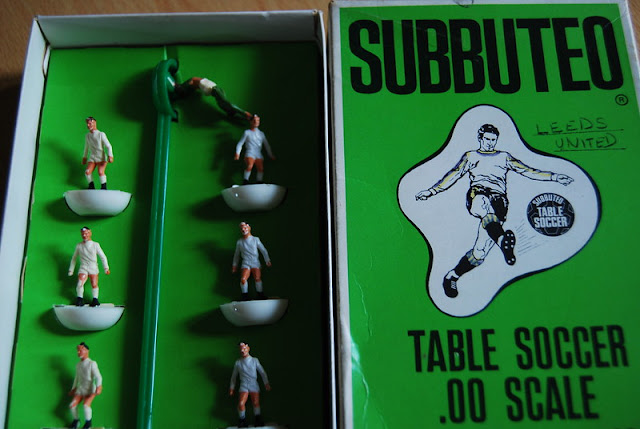 SUBBUTEO
®
LEEDS
UNITED
SUBBUTEO
TABLE
SOCCER
TABLE SOCCER
.00 SCALE